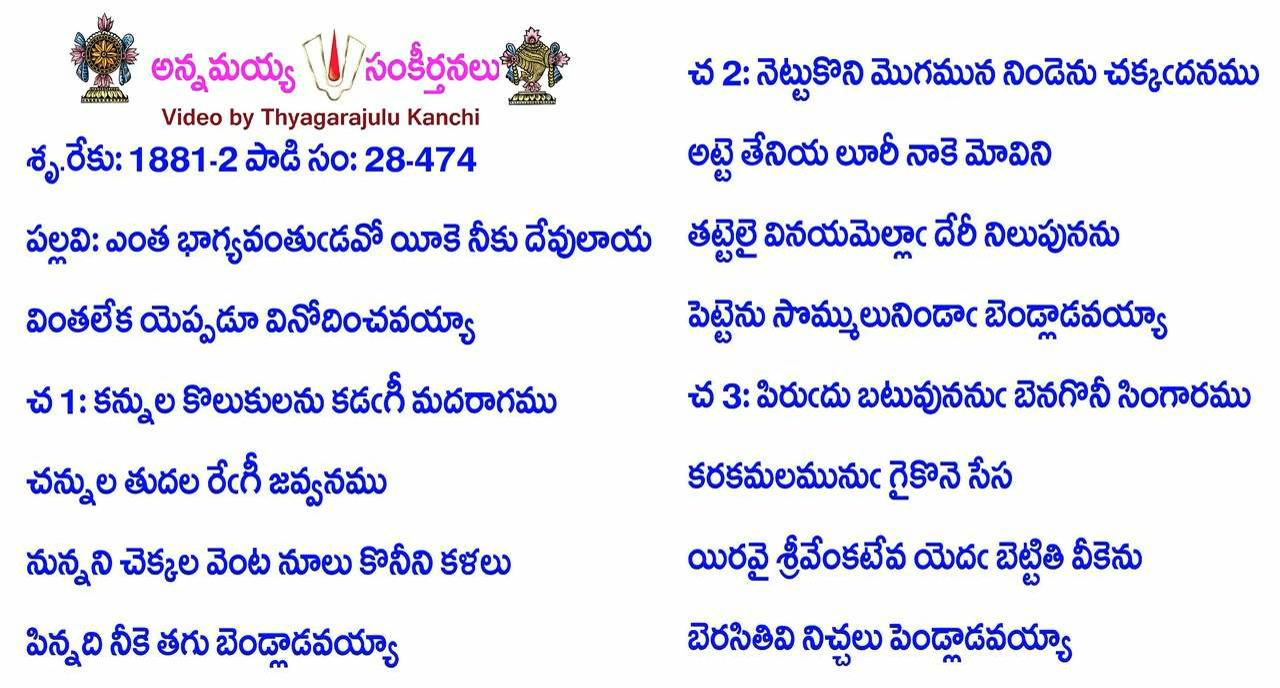 అన్నమయ్య సంకీర్తనలు
Video by Thyagarajulu Kanchi
శృ.రేకు: 1881-2 పాడి సం: 28-474
పల్లవి: ఎంత భాగ్యవంతుఁడవో యీకె నీకు దేవులాయ
వింతలేక యెప్పడూ వినోదించవయ్యా
చ 1: కన్నుల కొలుకులను కడఁగీ మదరాగము
చన్నుల తుదల రేఁగీ జవ్వనము
నున్నని చెక్కల వెంట నూలు కొనీని కళలు
పిన్నది నీకె తగు బెండ్లాడవయ్యా
చ 2: నెట్టుకొని మొగమున నిండెను చక్కఁదనము
అట్టె తేనియ లూరీ నాకె మోవిని
తట్టెలై వినయమెల్లాఁ దేరీ నిలుపునను
పెట్టెను సొమ్ములునిండాఁ బెండ్లాడవయ్యా
చ 3: పిరుఁదు బటువుననుఁ బెనగొనీ సింగారము
కరకమలమునుఁ గైకొనె సేస
యిరవై శ్రీవేంకటేవ యెదఁ బెట్టితి వీకెను
బెరసితివి నిచ్చలు పెండ్లాడవయ్యా